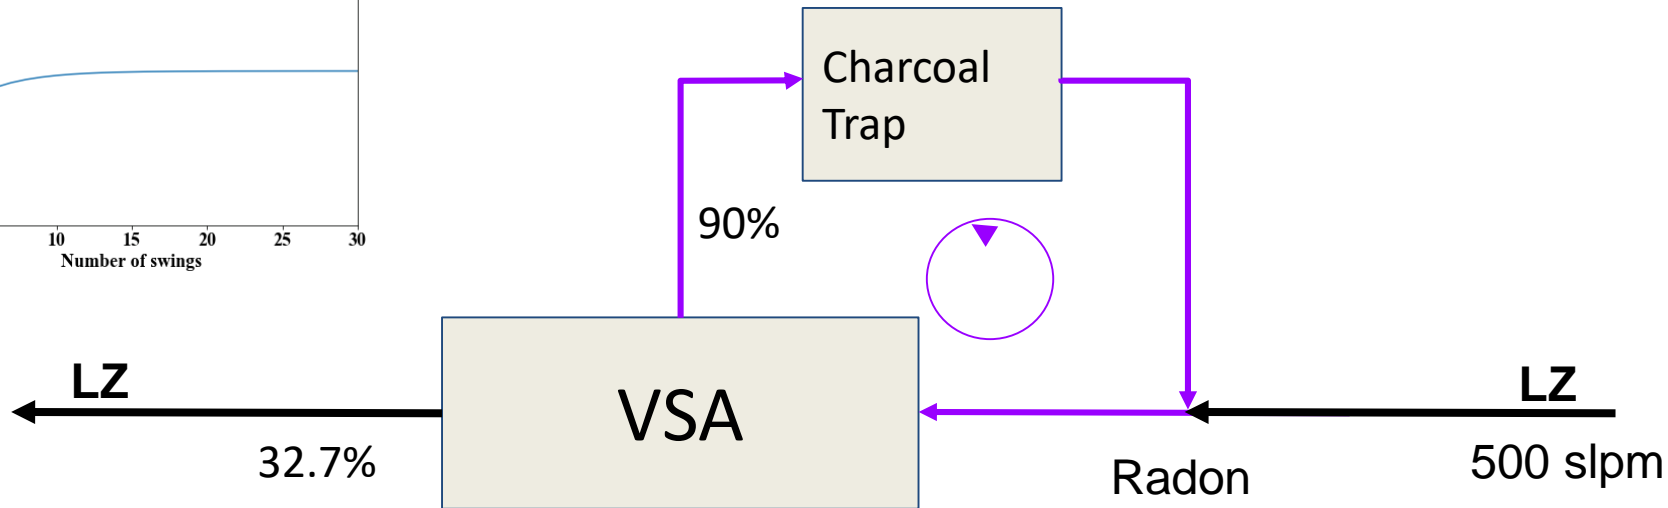 Charcoal
Trap
90%
10 15 20 25 30
Number of swings
LZ
VSA
LZ
32.7%
Radon
500 slpm